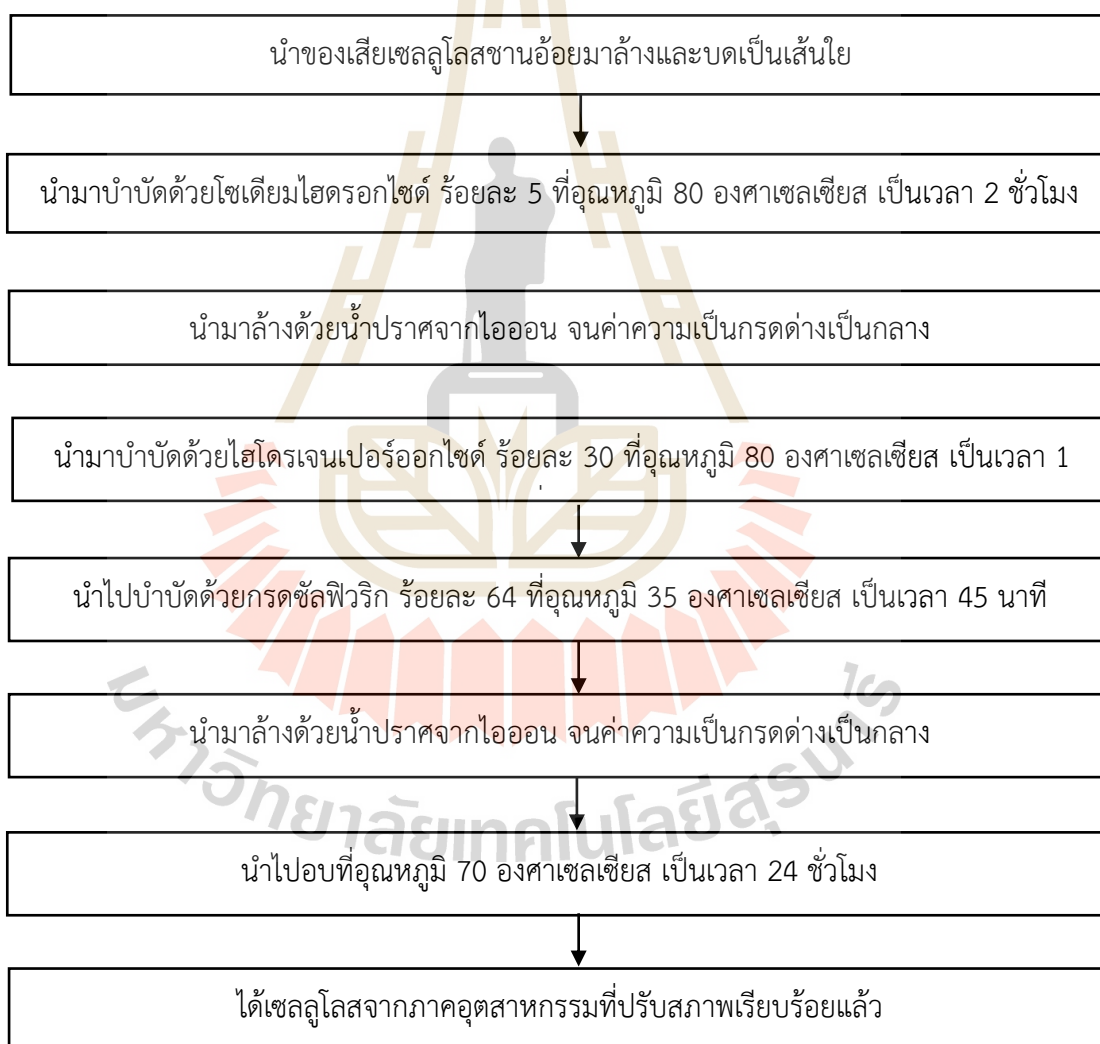 นำของเสียเซลลูโลสชานอ้อยมาล้างและบดเป็นเส้นใย
นำมาบำบัดด้วยโซเดียมไฮดรอกไซด์ ร้อยละ 5 ที่อุณหภูมิ 80 องศาเซลเซียส เป็นเวลา 2 ชั่วโมง
นำมาล้างด้วยน้ำปราศจากไอออน จนค่าความเป็นกรดด่างเป็นกลาง
นำมาบำบัดด้วยไฮโดรเจนเปอร์ออกไซด์ ร้อยละ 30 ที่อุณหภูมิ 80 องศาเซลเซียส เป็นเวลา 1
นำไปบำบัดด้วยกรดซัลฟิวริก ร้อยละ 64 ที่อุณหภูมิ 35 องศาเซลเซียส เป็นเวลา 45 นาที
นำมาล้างด้วยน้ำปราศจากไอออน จนค่าความเป็นกรดด่างเป็นกลาง
มหาวิทยาลัยเทคโนโลยีสุรนารี
นำไปอบที่อุณหภูมิ 70 องศาเซลเซียส เป็นเวลา 24 ชั่วโมง
ได้เซลลูโลสจากภาคอุตสาหกรรมที่ปรับสภาพเรียบร้อยแล้ว